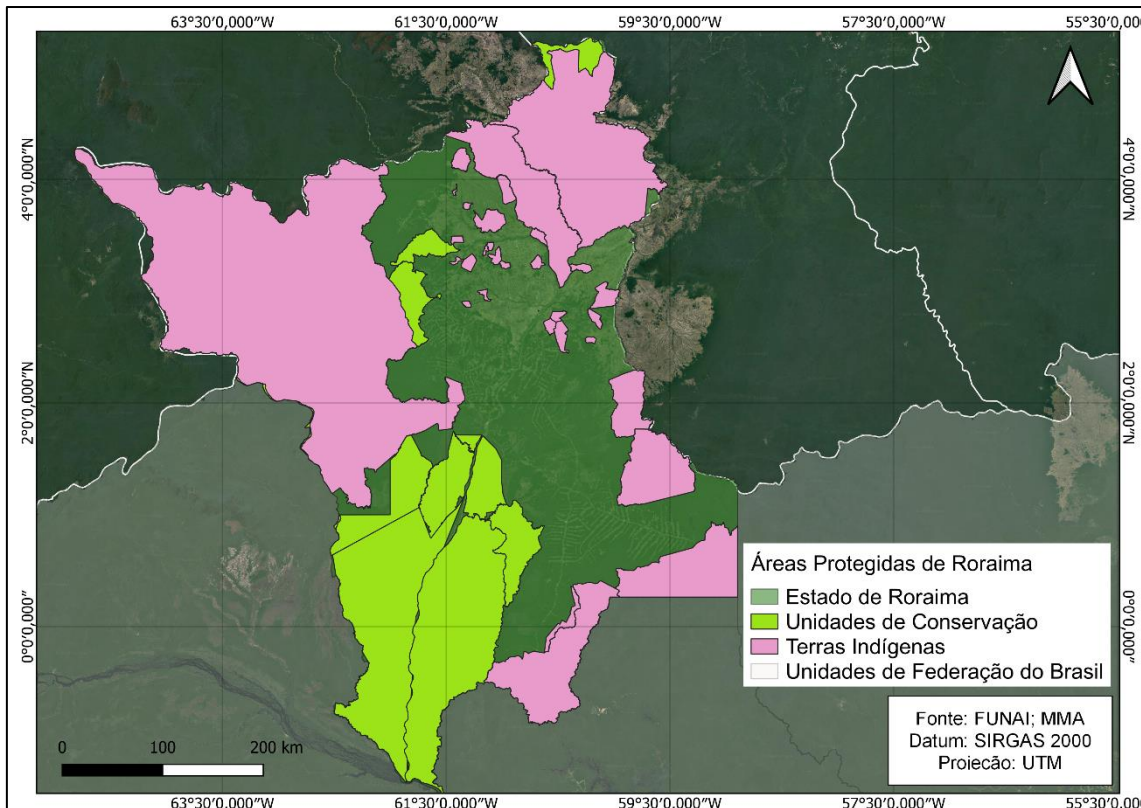 63°30'0,000"W 61°30'0,000"W 59°30'0,000"W 57°30'0,000"W 55°30'0,000"W
4°0'0,000"N 4°0'0,000"N
2°0'0,000"N 2°0'0,000"N
0°0'0,000" 0°0'0,000"
Áreas Protegidas de Roraima
Estado de Roraima
Unidades de Conservação
Terras Indígenas
Unidades de Federação do Brasil
Fonte: FUNAI; MMA
Datum: SIRGAS 2000
Projecão: UTM
0 100 200 km
63°30'0,000"W 61°30'0,000"W 59°30'0,000"W 57°30'0,000"W 55°30'0,000"W